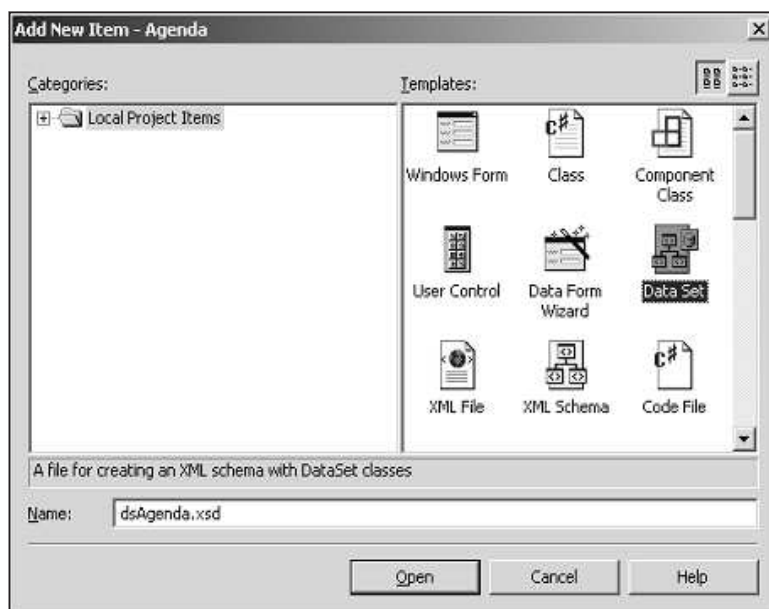 Add New Item - Agenda
Categories:
Templates:
Local Project Items
Windows Form
Class
Component Class
User Control
Data Form Wizard
Data Set
XML File
XML Schema
Code File
A file for creating an XML schema with DataSet classes
Name:
dsAgenda.xsd
Open
Cancel
Help